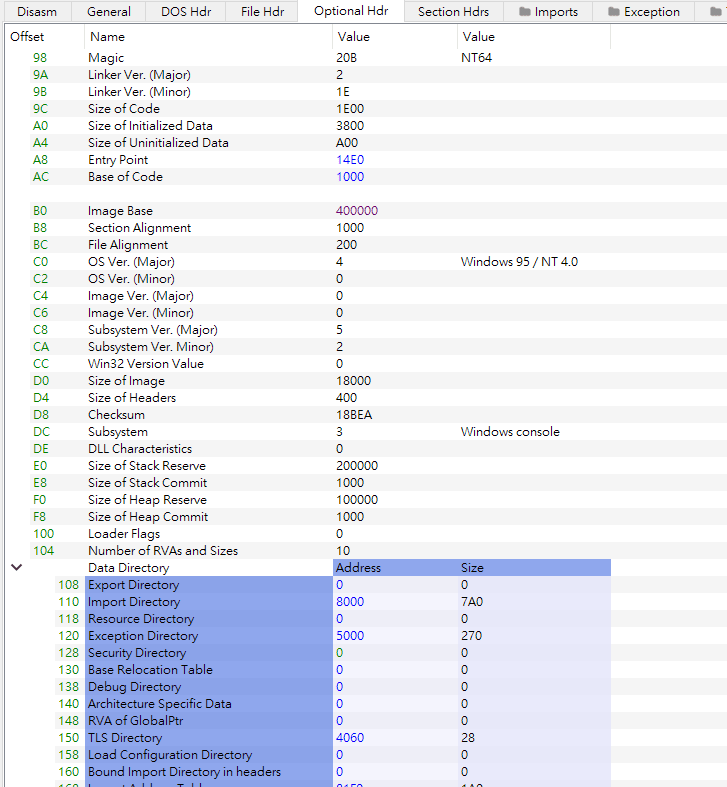 Disasm General DOS Hdr File Hdr Optional Hdr Section Hdrs Imports Exception
Offset Name Value Value
98 Magic 20B NT64
9A Linker Ver. (Major) 2
9B Linker Ver. (Minor) 1E
9C Size of Code 1E00
A0 Size of Initialized Data 3800
A4 Size of Uninitialized Data A00
A8 Entry Point 14E0
AC Base of Code 1000
B0 Image Base 400000
B8 Section Alignment 1000
BC File Alignment 200
C0 OS Ver. (Major) 4 Windows 95 / NT 4.0
C2 OS Ver. (Minor) 0
C4 Image Ver. (Major) 0
C6 Image Ver. (Minor) 0
C8 Subsystem Ver. (Major) 5
CA Subsystem Ver. Minor) 2
CC Win32 Version Value 0
D0 Size of Image 18000
D4 Size of Headers 400
D8 Checksum 18BEA
DC Subsystem 3 Windows console
DE DLL Characteristics 0
E0 Size of Stack Reserve 200000
E8 Size of Stack Commit 1000
F0 Size of Heap Reserve 100000
F8 Size of Heap Commit 1000
100 Loader Flags 0
104 Number of RVAs and Sizes 10
Data Directory Address Size
108 Export Directory 0 0
110 Import Directory 8000 7A0
118 Resource Directory 0 0
120 Exception Directory 5000 270
128 Security Directory 0 0
130 Base Relocation Table 0 0
138 Debug Directory 0 0
140 Architecture Specific Data 0 0
148 RVA of GlobalPtr 0 0
150 TLS Directory 4060 28
158 Load Configuration Directory 0 0
160 Bound Import Directory in headers 0 0